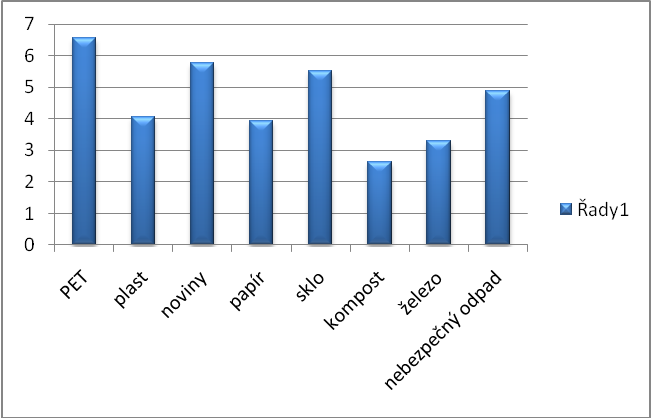 7
6
5
4
3
2
1
0
PET
plast
noviny
papír
sklo
kompost
železo
nebezpečný odpad
Řady1